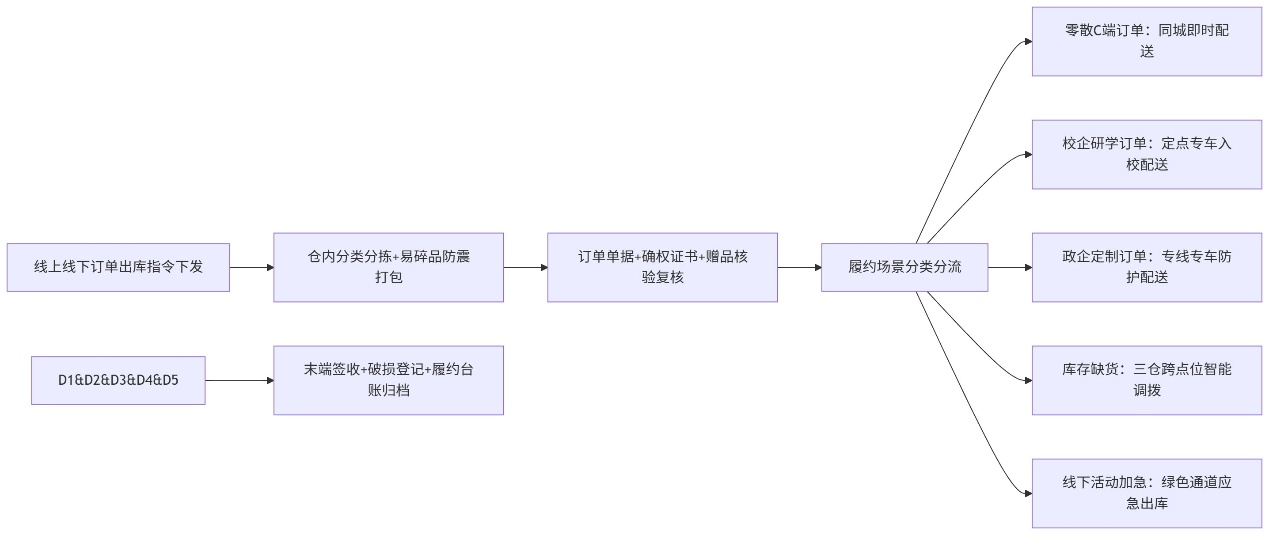 线上线下订单出库指令下发
仓内分类分拣+易碎品防震
打包
订单单据+确权证书+赠品核
验复核
履约场景分类分流
零散C端订单：同城即时配
送
校企研学订单：定点专车入
校配送
政企定制订单：专线专车防
护配送
库存缺货：三仓跨点位智能
调拨
线下活动加急：绿色通道应
急出库
D1&D2&D3&D4&D5
末端签收+破损登记+履约台
账归档